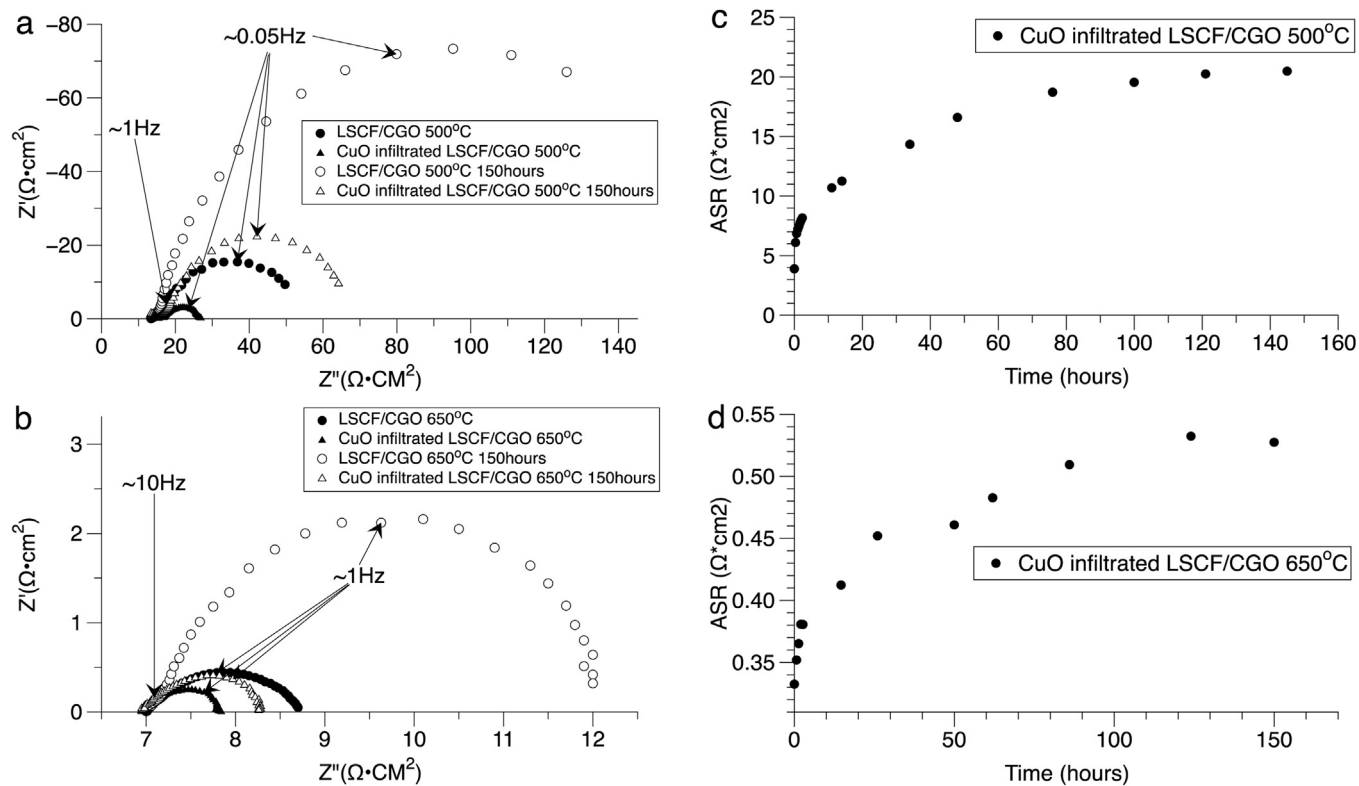 a
−80
−60
−40
−20
0
Z'(Ω•cm²)
~0.05Hz
~1Hz
LSCF/CGO 500°C
CuO infiltrated LSCF/CGO 500°C
LSCF/CGO 500°C 150hours
CuO infiltrated LSCF/CGO 500°C 150hours
0 20 40 60 80 100 120 140
Z"(Ω•CM²)
b
3
2
1
0
Z'(Ω•cm²)
~10Hz
~1Hz
LSCF/CGO 650°C
CuO infiltrated LSCF/CGO 650°C
LSCF/CGO 650°C 150hours
CuO infiltrated LSCF/CGO 650°C 150hours
7 8 9 10 11 12
Z"(Ω•CM²)
c
25
20
15
10
5
0
ASR (Ω*cm2)
CuO infiltrated LSCF/CGO 500°C
0 20 40 60 80 100 120 140 160
Time (hours)
d
0.55
0.50
0.45
0.40
0.35
ASR (Ω*cm2)
CuO infiltrated LSCF/CGO 650°C
0 50 100 150
Time (hours)